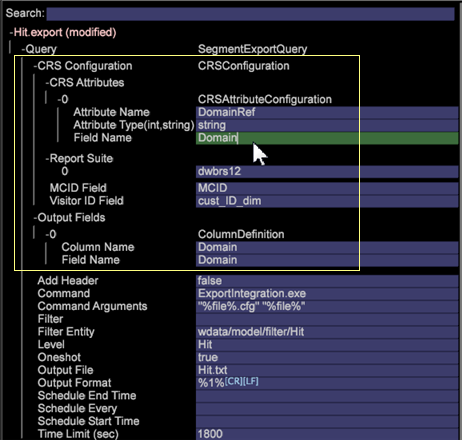 Search:
-Hit.export (modified)
-Query SegmentExportQuery
-CRS Configuration CRSConfiguration
-CRS Attributes
-0 CRSAttributeConfiguration
Attribute Name DomainRef
Attribute Type(int,string) string
Field Name Domain
-Report Suite
0 dwbrs12
MCID Field MCID
Visitor ID Field cust_ID_dim
-Output Fields
-0 ColumnDefinition
Column Name Domain
Field Name Domain
Add Header false
Command ExportIntegration.exe
Command Arguments "%file%.cfg" "%file%"
Filter
Filter Entity wdata/model/filter/Hit
Level Hit
Oneshot true
Output File Hit.txt
Output Format %1%[CR][LF]
Schedule End Time
Schedule Every
Schedule Start Time
Time Limit (sec) 1800